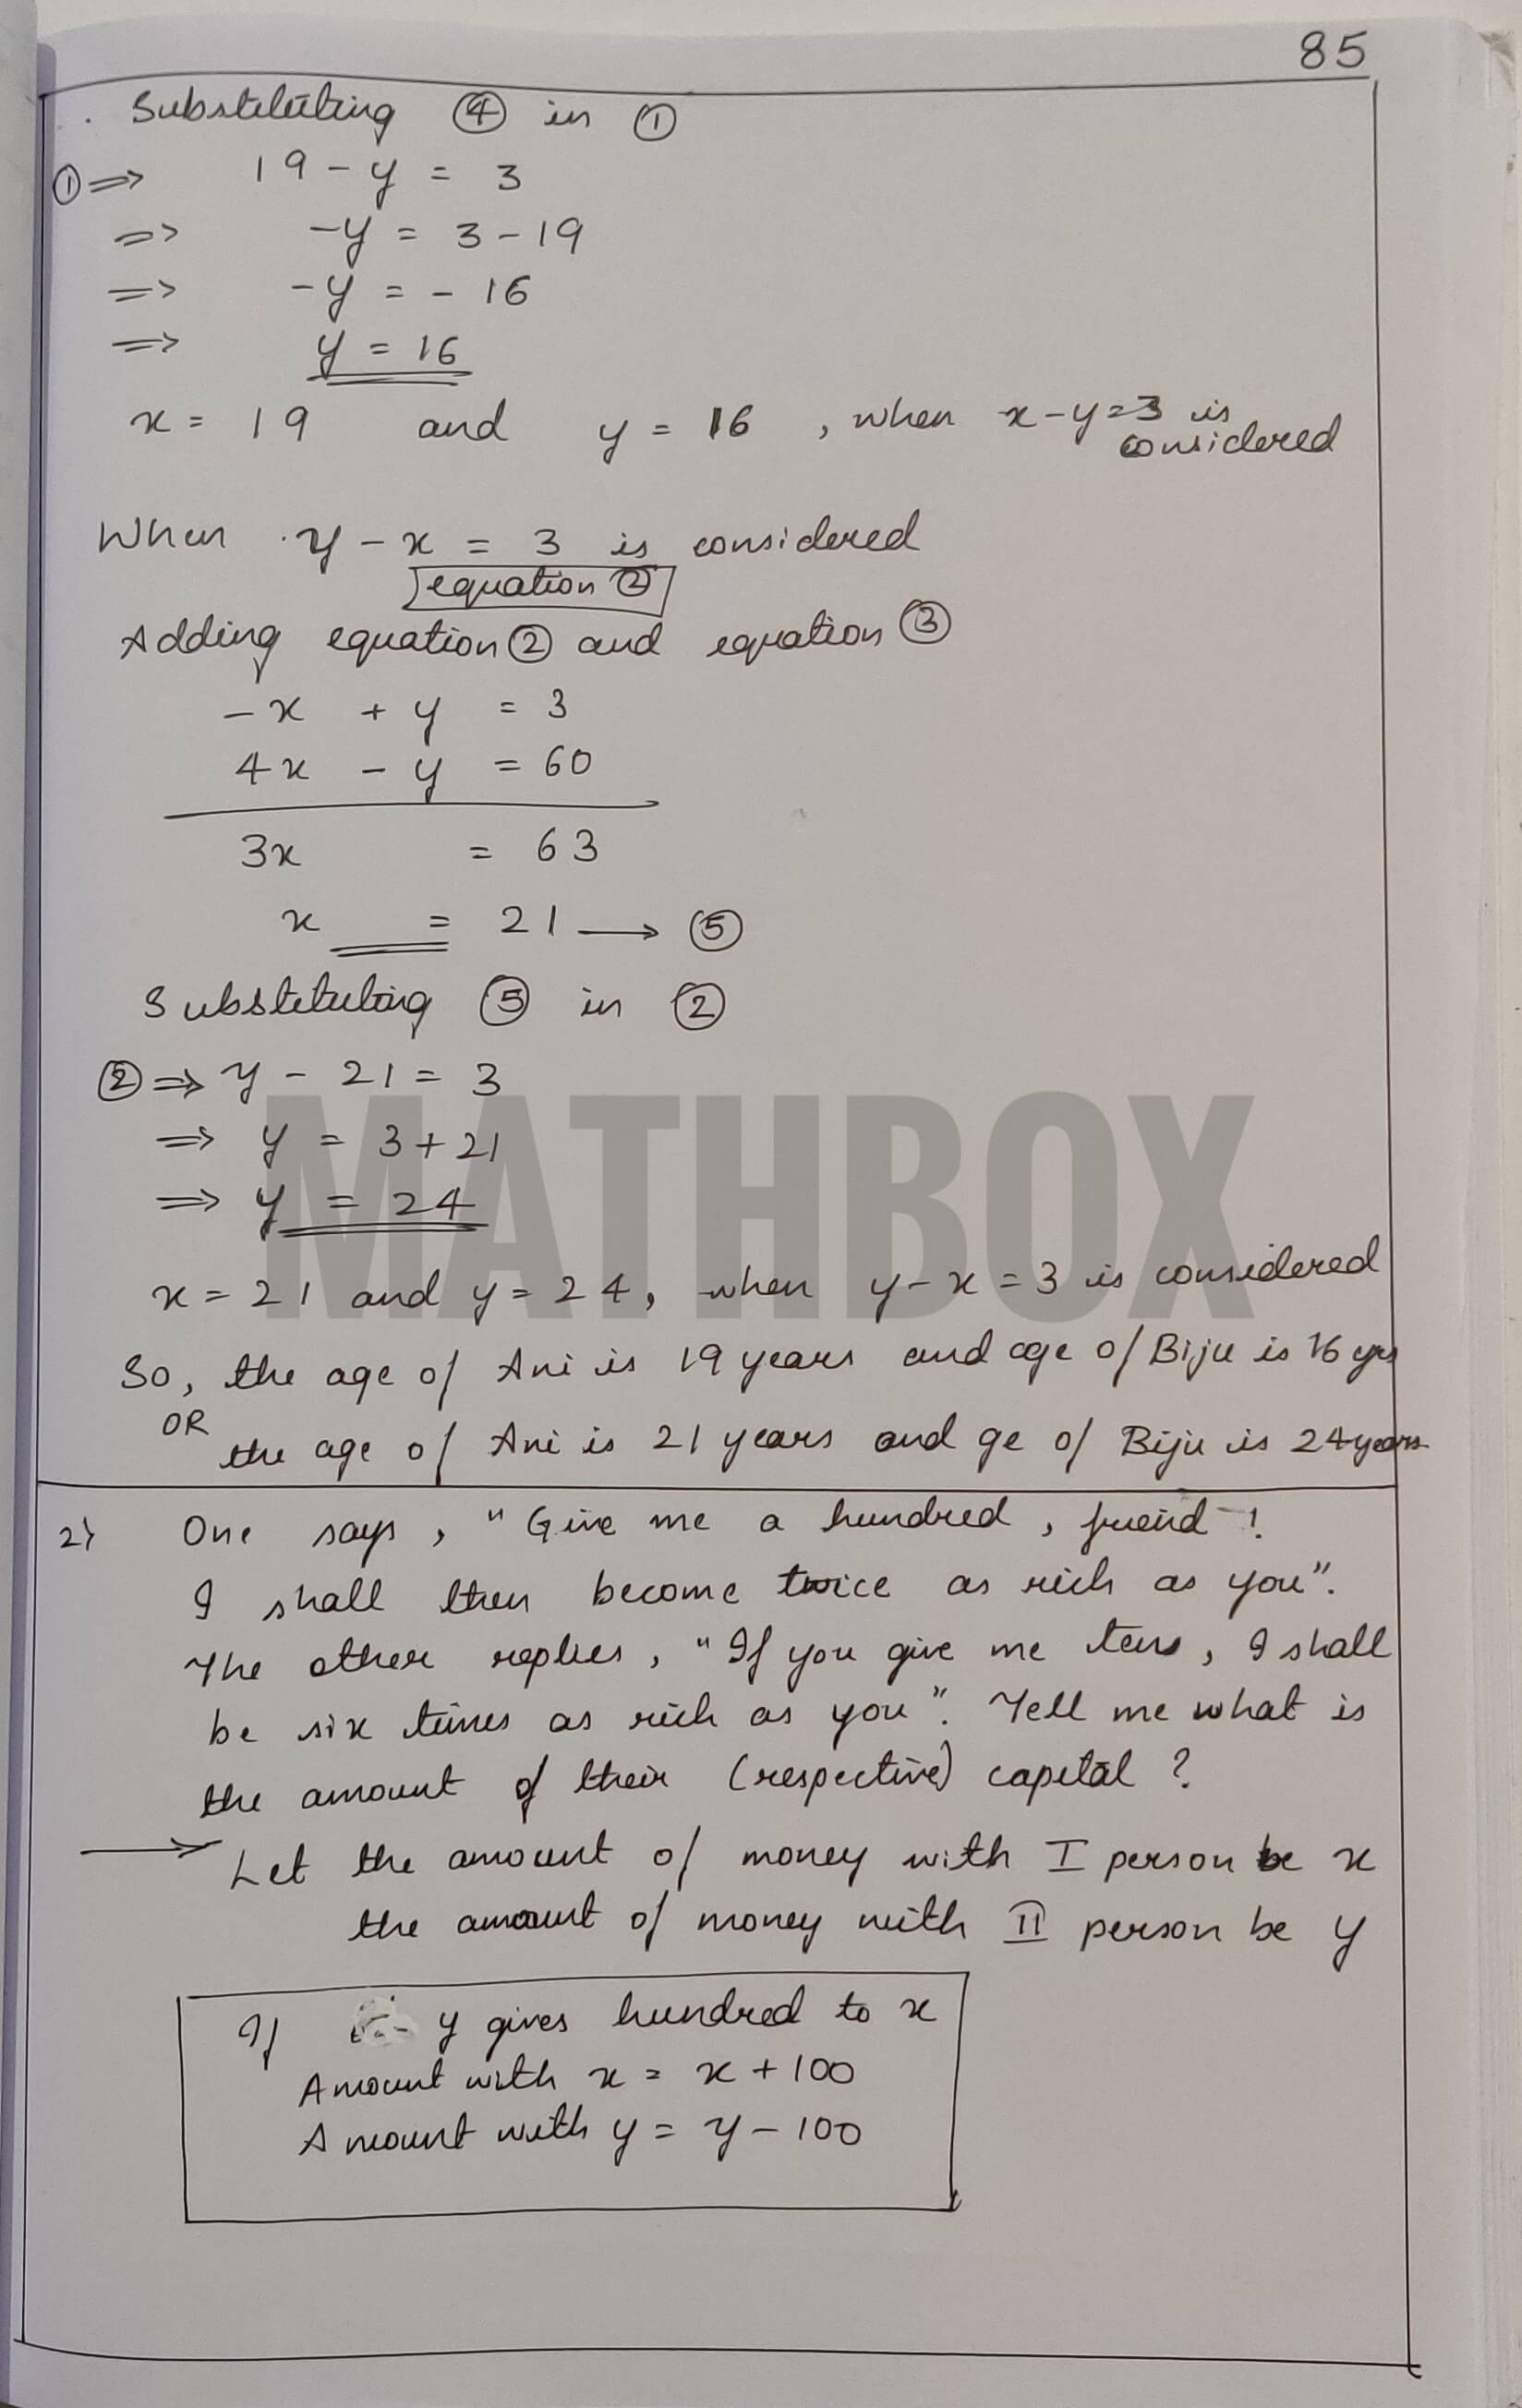 85
Substituting ④ in ①
①⇒ 19 - y = 3
⇒ -y = 3 - 19
⇒ -y = - 16
⇒ y = 16
x = 19 and y = 16 , when x - y = 3 is
considered
When y - x = 3 is considered
equation ②
Adding equation ② and equation ③
- x + y = 3
4x - y = 60
3x = 63
x = 21 → ⑤
Substituting ⑤ in ②
②⇒ y - 21 = 3
⇒ y = 3 + 21
⇒ y = 24
MATHBOX
x = 21 and y = 24, when y - x = 3 is considered
So, the age of Ani is 19 years and age of Biju is 16 yrs
OR
the age of Ani is 21 years and ge of Biju is 24 years
2) One says, "Give me a hundred, frueind !
I shall then become twice as rich as you".
The other replies, "If you give me ten, I shall
be six times as rich as you". Tell me what is
the amount of their (respective) capital ?
→ Let the amount of money with I person be x
the amount of money with II person be y
If y gives hundred to x
Amount with x = x + 100
Amount with y = y - 100